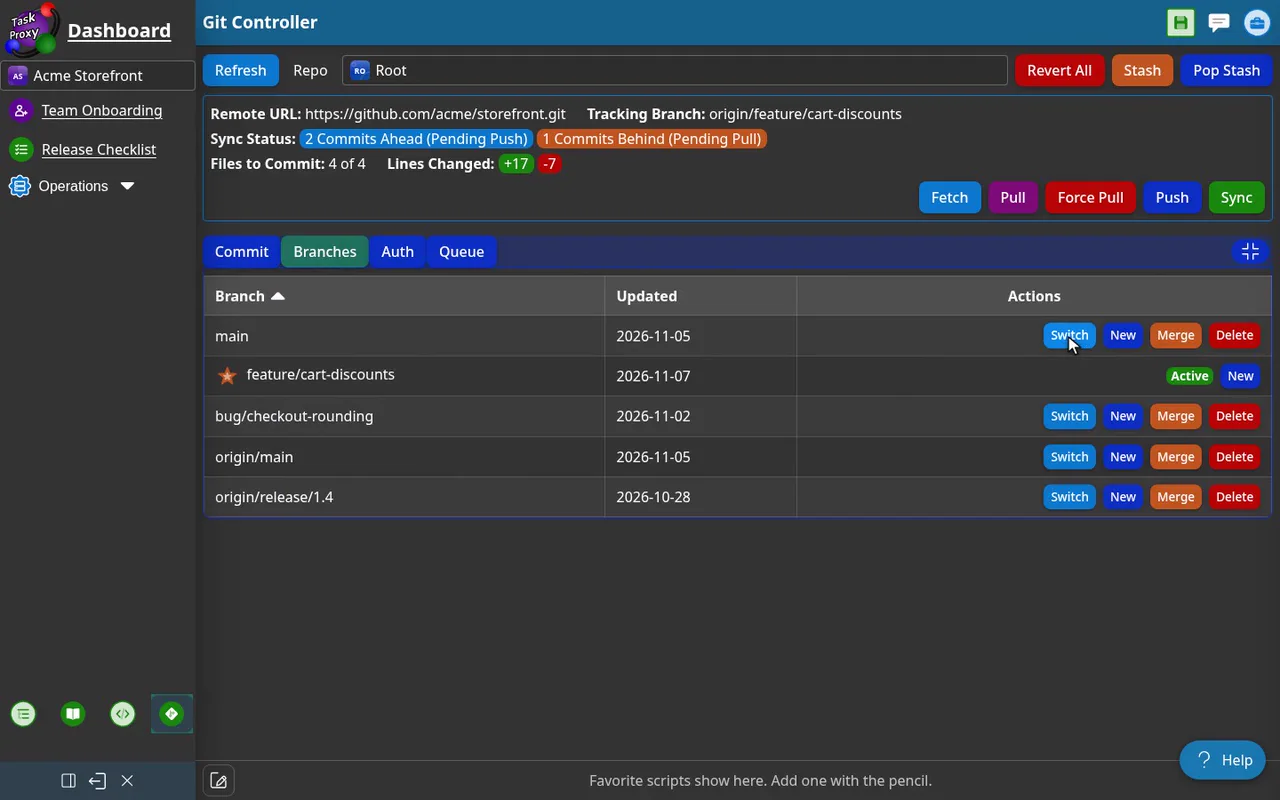 Task Proxy
Dashboard
Git Controller
AS Acme Storefront
Team Onboarding
Release Checklist
Operations
Refresh Repo RO Root Revert All Stash Pop Stash
Remote URL: https://github.com/acme/storefront.git Tracking Branch: origin/feature/cart-discounts
Sync Status: 2 Commits Ahead (Pending Push) 1 Commits Behind (Pending Pull)
Files to Commit: 4 of 4 Lines Changed: +17 -7
Fetch Pull Force Pull Push Sync
Commit Branches Auth Queue
Branch Updated Actions
main 2026-11-05 Switch New Merge Delete
feature/cart-discounts 2026-11-07 Active New
bug/checkout-rounding 2026-11-02 Switch New Merge Delete
origin/main 2026-11-05 Switch New Merge Delete
origin/release/1.4 2026-10-28 Switch New Merge Delete
Favorite scripts show here. Add one with the pencil.
? Help